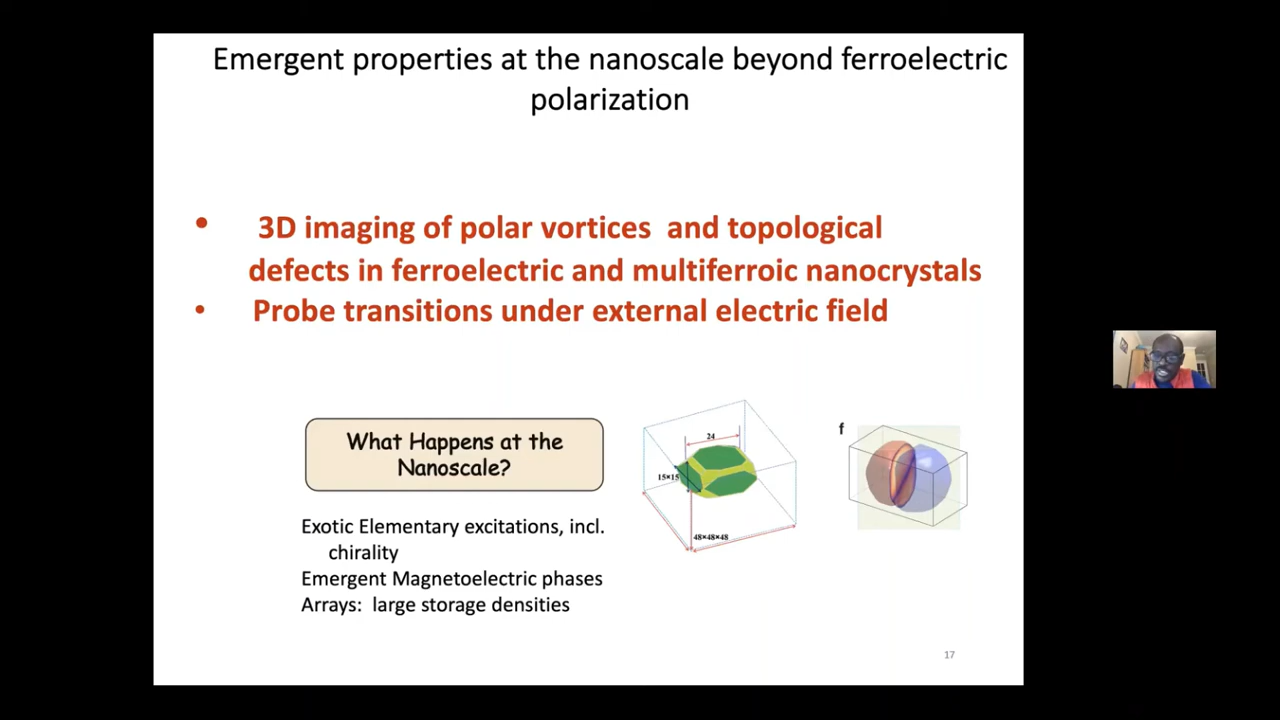 Emergent properties at the nanoscale beyond ferroelectric
polarization
• 3D imaging of polar vortices and topological
defects in ferroelectric and multiferroic nanocrystals
• Probe transitions under external electric field
What Happens at the
Nanoscale?
Exotic Elementary excitations, incl.
chirality
Emergent Magnetoelectric phases
Arrays: large storage densities
24
15×15
48×48×48
f
17